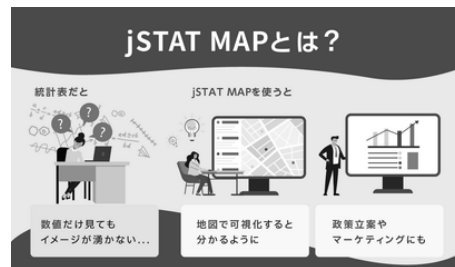 jSTAT MAPとは？
統計表だと
jSTAT MAPを使うと
? ? ?
数値だけ見ても
イメージが湧かない...
地図で可視化すると
分かるように
政策立案や
マーケティングにも